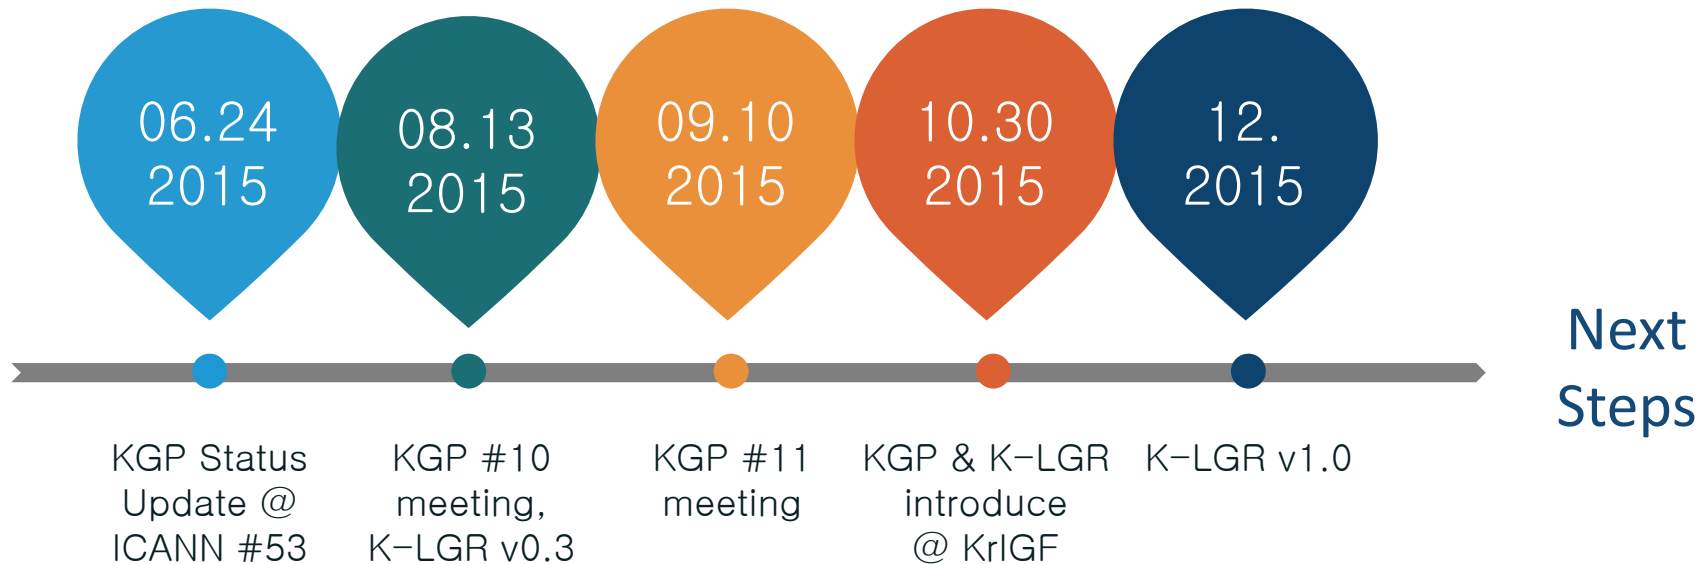 06.24
2015
08.13
2015
09.10
2015
10.30
2015
12.
2015
KGP Status
Update @
ICANN #53
KGP #10
meeting,
K-LGR v0.3
KGP #11
meeting
KGP & K-LGR
introduce
@ KrIGF
K-LGR v1.0
Next
Steps